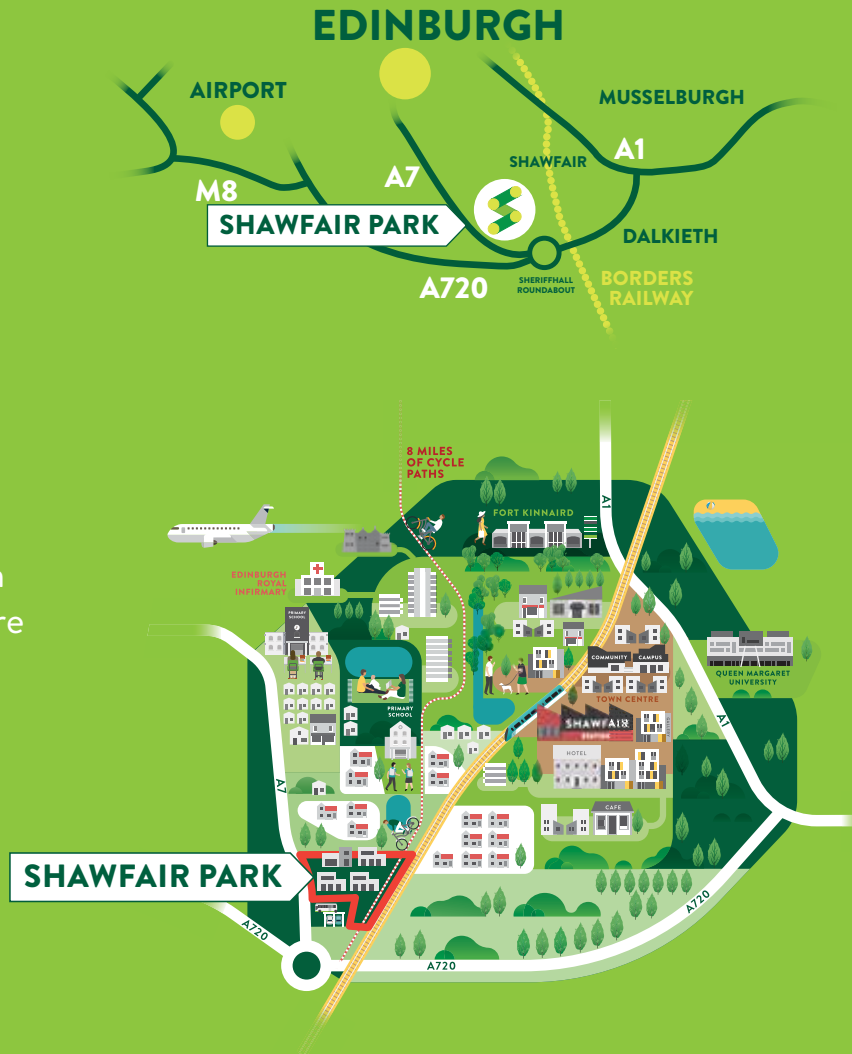 EDINBURGH
AIRPORT
MUSSELBURGH
A1
SHAWFAIR
A7
M8
SHAWFAIR PARK
DALKIETH
A720
SHERIFFHALL
ROUNDABOUT
BORDERS
RAILWAY
8 MILES
OF CYCLE
PATHS
A1
FORT KINNAIRD
EDINBURGH
ROYAL
INFIRMARY
re
PRIMARY
SCHOOL
COMMUNITY CAMPUS
QUEEN MARGARET
UNIVERSITY
TOWN CENTRE
PRIMARY
SCHOOL
SHAWFAIR
STATION
A1
HOTEL
A7
CAFE
SHAWFAIR PARK
A720
A720
A720